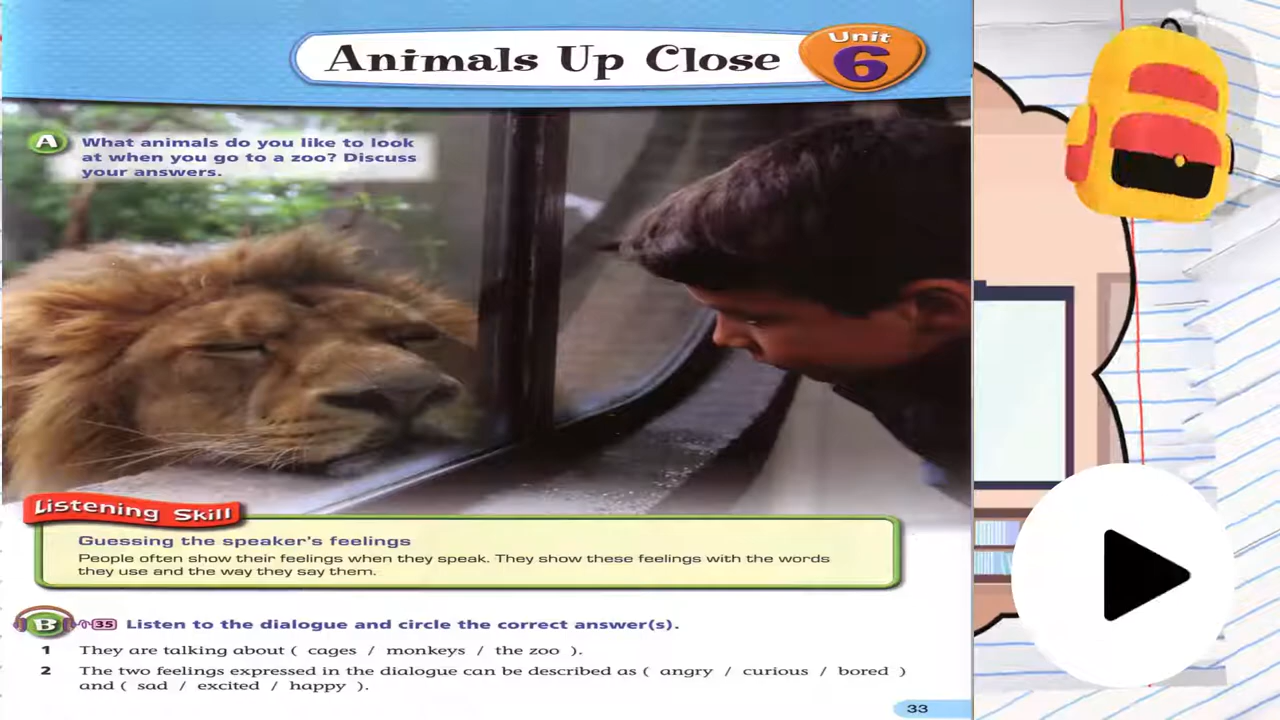 Animals Up Close
Unit
6
A What animals do you like to look
at when you go to a zoo? Discuss
your answers.
Listening Skill
Guessing the speaker's feelings
People often show their feelings when they speak. They show these feelings with the words
they use and the way they say them.
B 35 Listen to the dialogue and circle the correct answer(s).
1 They are talking about ( cages / monkeys / the zoo ).
2 The two feelings expressed in the dialogue can be described as ( angry / curious / bored )
and ( sad / excited / happy ).
33